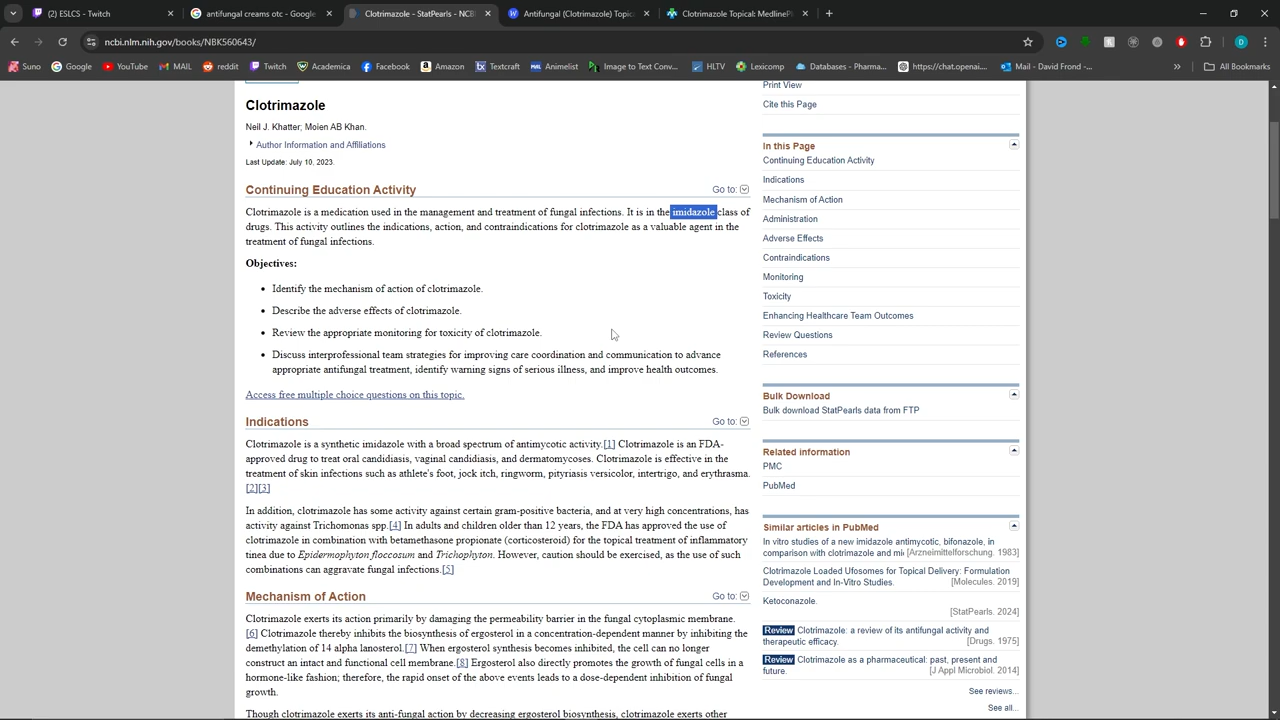 (2) ESLCS
antifungal creams otc - Google
Clotrimazole - StatPearls - NCBI
Antifungal (Clotrimazole) Topic
Clotrimazole Topical: MedlinePl
ncbi.nlm.nih.gov/books/NBK560643/
Suno
Google
YouTube
MAIL
reddit
Twitch
Academica
Facebook
Amazon
Textcraft
Animelist
Image to Text Conv...
HLTV
Lexicomp
Databases - Pharma...
https://chat.openai....
Mail - David Frond -...
All Bookmarks
Clotrimazole
Neil J. Khatter; Moien AB Khan.
Author Information and Affiliations
Last Update: July 10, 2023.
Continuing Education Activity
Go to:
Clotrimazole is a medication used in the management and treatment of fungal infections. It is in the imidazole class of
drugs. This activity outlines the indications, action, and contraindications for clotrimazole as a valuable agent in the
treatment of fungal infections.
Objectives:
Identify the mechanism of action of clotrimazole.
Describe the adverse effects of clotrimazole.
Review the appropriate monitoring for toxicity of clotrimazole.
Discuss interprofessional team strategies for improving care coordination and communication to advance
appropriate antifungal treatment, identify warning signs of serious illness, and improve health outcomes.
Access free multiple choice questions on this topic.
Indications
Go to:
Clotrimazole is a synthetic imidazole with a broad spectrum of antimycotic activity.[1] Clotrimazole is an FDA-
approved drug to treat oral candidiasis, vaginal candidiasis, and dermatomycoses. Clotrimazole is effective in the
treatment of skin infections such as athlete's foot, jock itch, ringworm, pityriasis versicolor, intertrigo, and erythrasma.
[2][3]
In addition, clotrimazole has some activity against certain gram-positive bacteria, and at very high concentrations, has
activity against Trichomonas spp.[4] In adults and children older than 12 years, the FDA has approved the use of
clotrimazole in combination with betamethasone propionate (corticosteroid) for the topical treatment of inflammatory
tinea due to Epidermophyton floccosum and Trichophyton. However, caution should be exercised, as the use of such
combinations can aggravate fungal infections.[5]
Mechanism of Action
Go to:
Clotrimazole exerts its action primarily by damaging the permeability barrier in the fungal cytoplasmic membrane.
[6] Clotrimazole thereby inhibits the biosynthesis of ergosterol in a concentration-dependent manner by inhibiting the
demethylation of 14 alpha lanosterol.[7] When ergosterol synthesis becomes inhibited, the cell can no longer
construct an intact and functional cell membrane.[8] Ergosterol also directly promotes the growth of fungal cells in a
hormone-like fashion; therefore, the rapid onset of the above events leads to a dose-dependent inhibition of fungal
growth.
Though clotrimazole exerts its anti-fungal action by decreasing ergosterol biosynthesis, clotrimazole exerts other
Print View
Cite this Page
In this Page
Continuing Education Activity
Indications
Mechanism of Action
Administration
Adverse Effects
Contraindications
Monitoring
Toxicity
Enhancing Healthcare Team Outcomes
Review Questions
References
Bulk Download
Bulk download StatPearls data from FTP
Related information
PMC
PubMed
Similar articles in PubMed
In vitro studies of a new imidazole antimycotic, bifonazole, in
comparison with clotrimazole and mi [Arzneimittelforschung. 1983]
Clotrimazole Loaded Ufosomes for Topical Delivery: Formulation
Development and In-Vitro Studies. [Molecules. 2019]
Ketoconazole.
[StatPearls. 2024]
Review Clotrimazole: a review of its antifungal activity and
therapeutic efficacy. [Drugs. 1975]
Review Clotrimazole as a pharmaceutical: past, present and
future. [J Appl Microbiol. 2014]
See reviews...
See all...